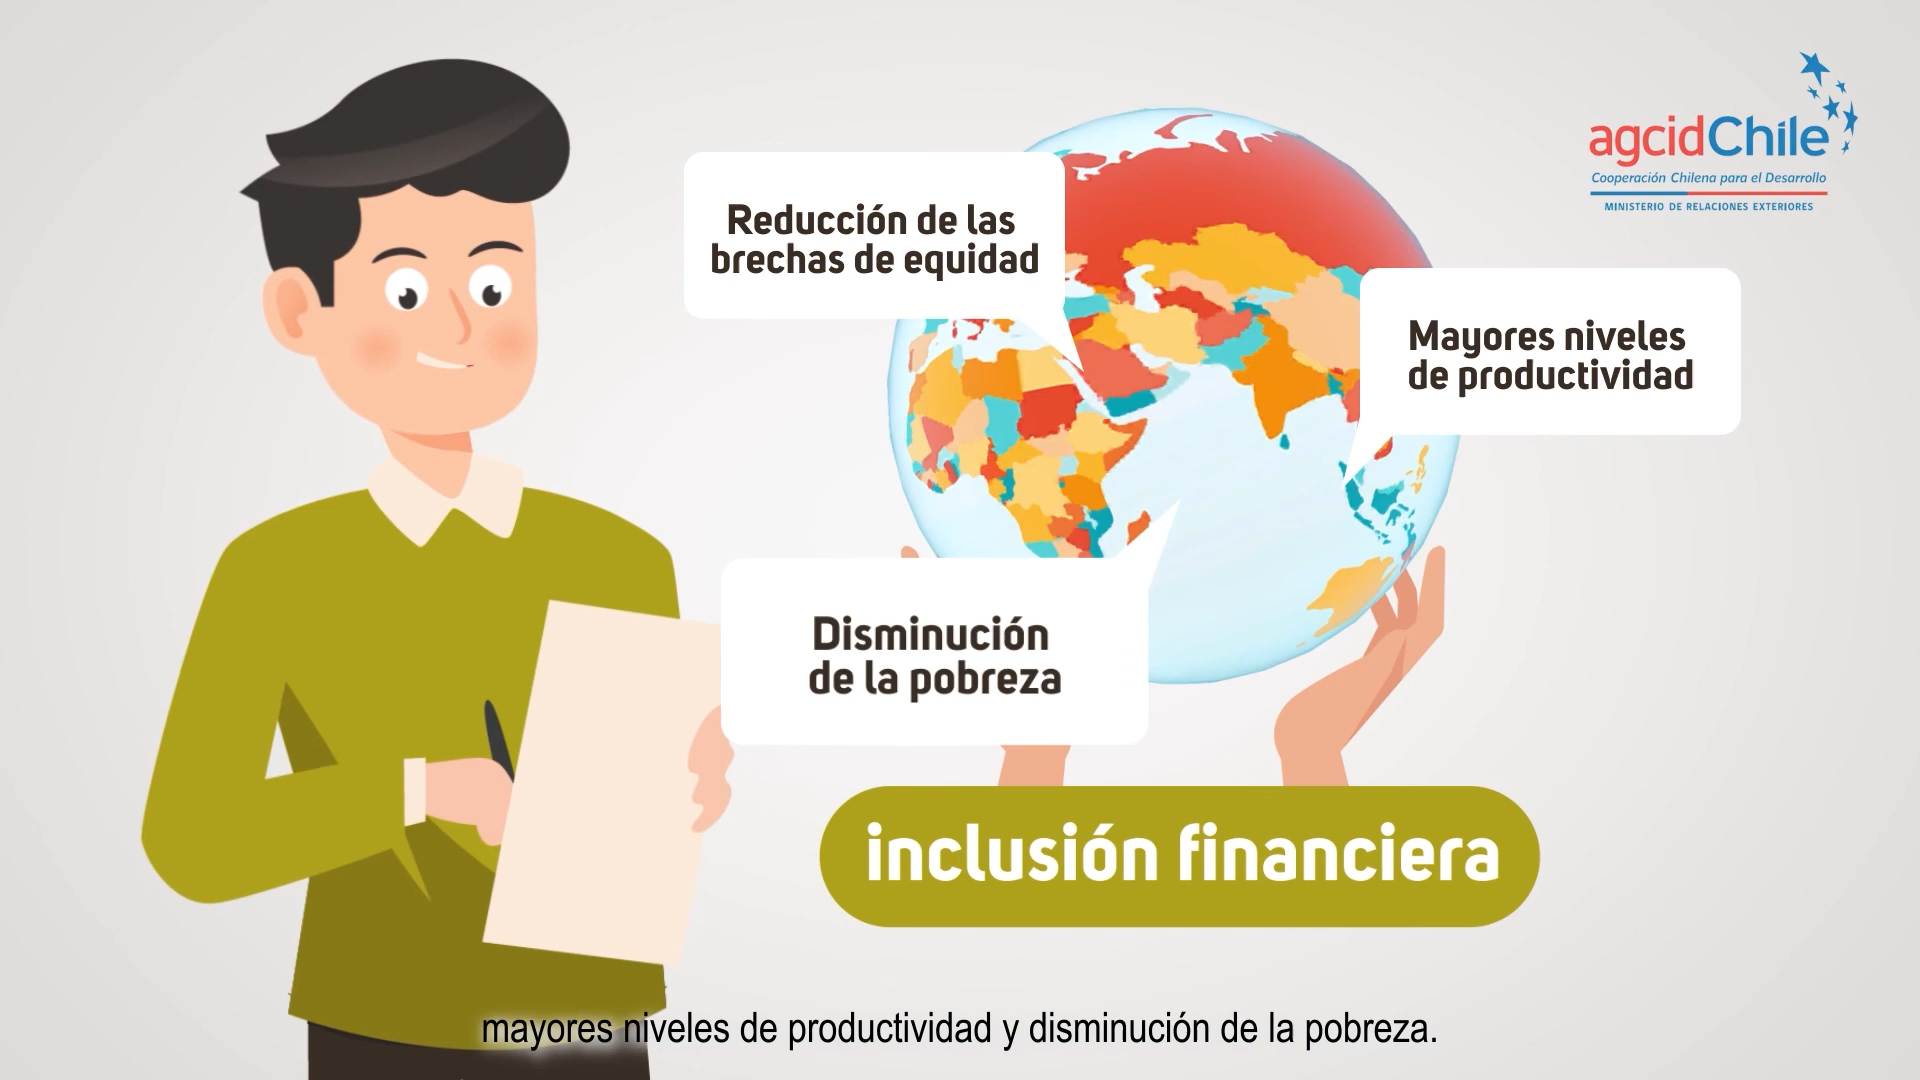 agcidChile
Cooperación Chilena para el Desarrollo
MINISTERIO DE RELACIONES EXTERIORES
Reducción de las
brechas de equidad
Mayores niveles
de productividad
Disminución
de la pobreza
inclusión financiera
mayores niveles de productividad y disminución de la pobreza.